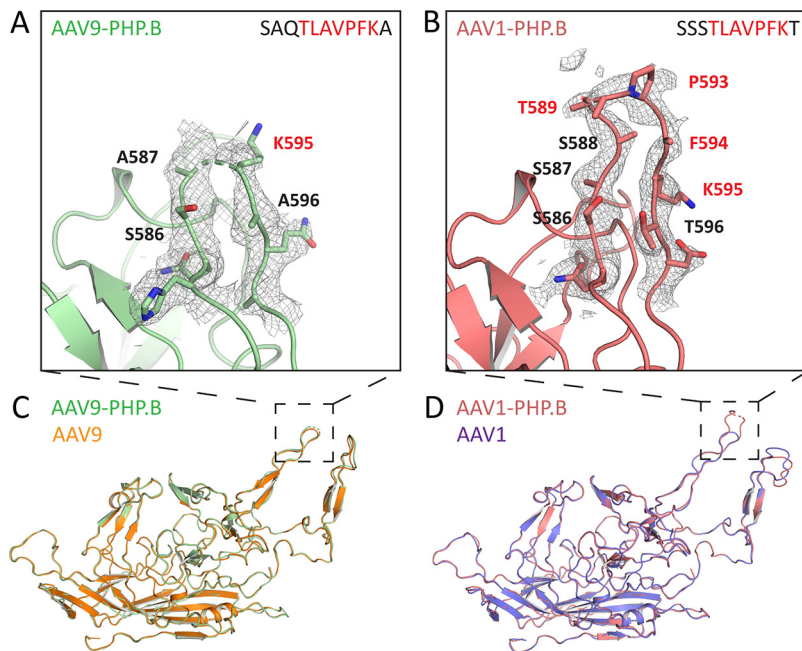 A
AAV9-PHP.B
SAQTLAVPFKA
K595
A587
A596
S586
B
AAV1-PHP.B
SSSTLAVPFKT
P593
T589
S588
F594
S587
K595
S586
T596
C
AAV9-PHP.B
AAV9
D
AAV1-PHP.B
AAV1